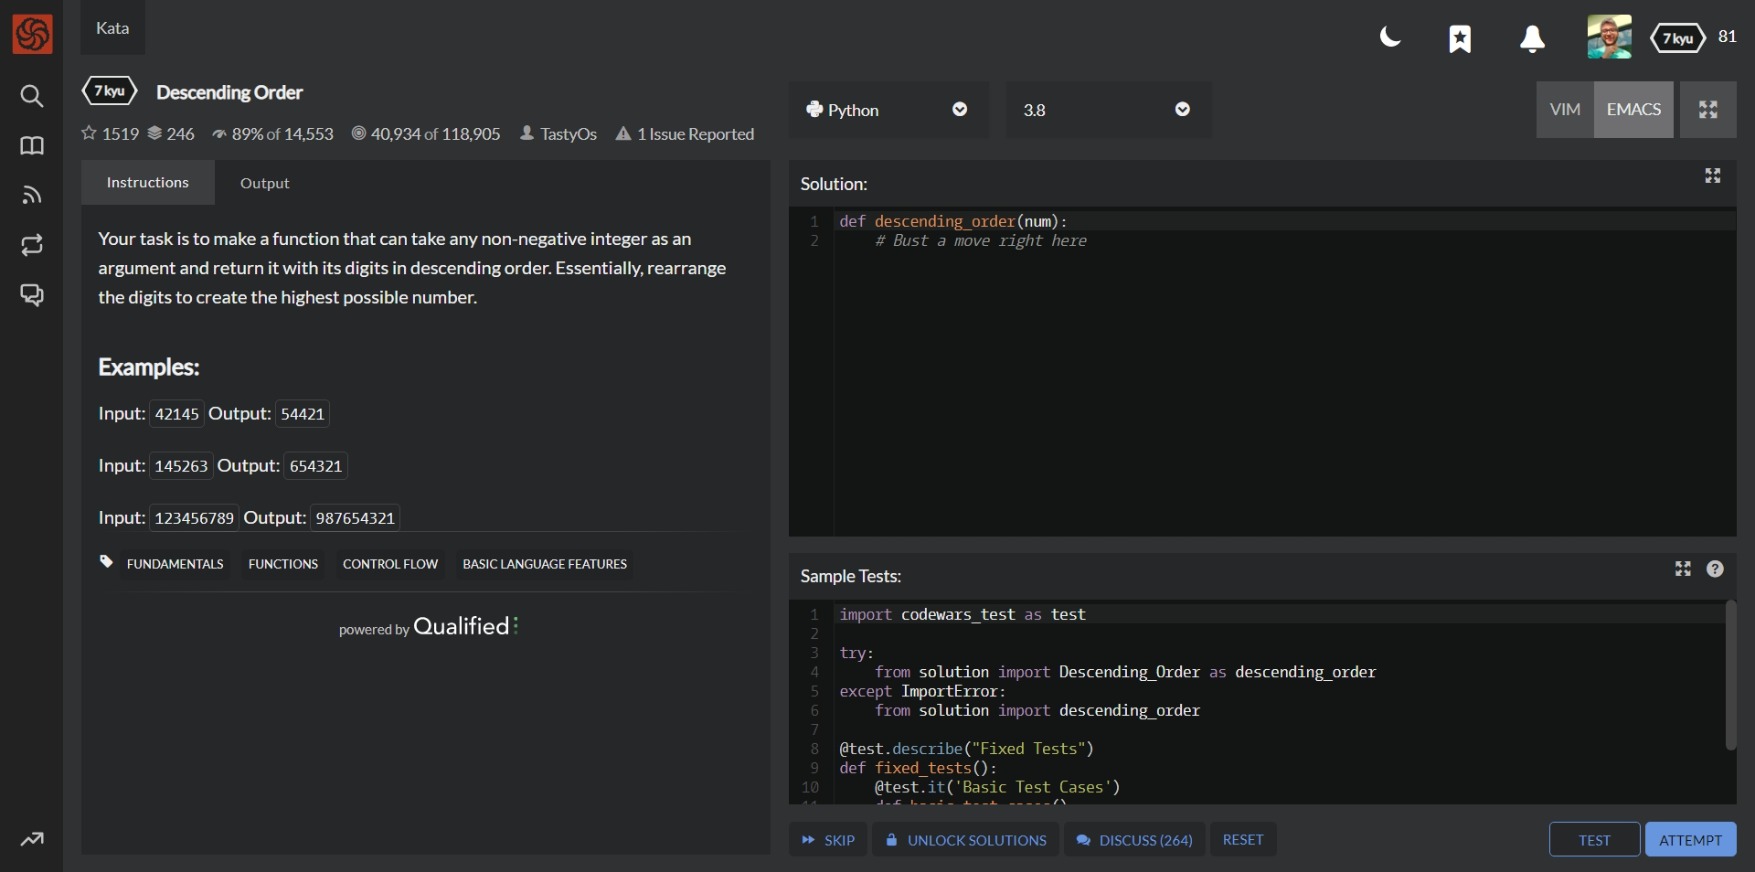 Kata
7 kyu 81
7 kyu Descending Order
1519 246 89% of 14,553 40,934 of 118,905 TastyOs 1 Issue Reported
Instructions Output
Your task is to make a function that can take any non-negative integer as an
argument and return it with its digits in descending order. Essentially, rearrange
the digits to create the highest possible number.
Examples:
Input: 42145 Output: 54421
Input: 145263 Output: 654321
Input: 123456789 Output: 987654321
FUNDAMENTALS FUNCTIONS CONTROL FLOW BASIC LANGUAGE FEATURES
powered by Qualified
Python 3.8 VIM EMACS
Solution:
1 def descending_order(num):
2 # Bust a move right here
Sample Tests:
1 import codewars_test as test
2
3 try:
4 from solution import Descending_Order as descending_order
5 except ImportError:
6 from solution import descending_order
7
8 @test.describe("Fixed Tests")
9 def fixed_tests():
10 @test.it('Basic Test Cases')
11 def basic_test_cases()
SKIP UNLOCK SOLUTIONS DISCUSS (264) RESET TEST ATTEMPT